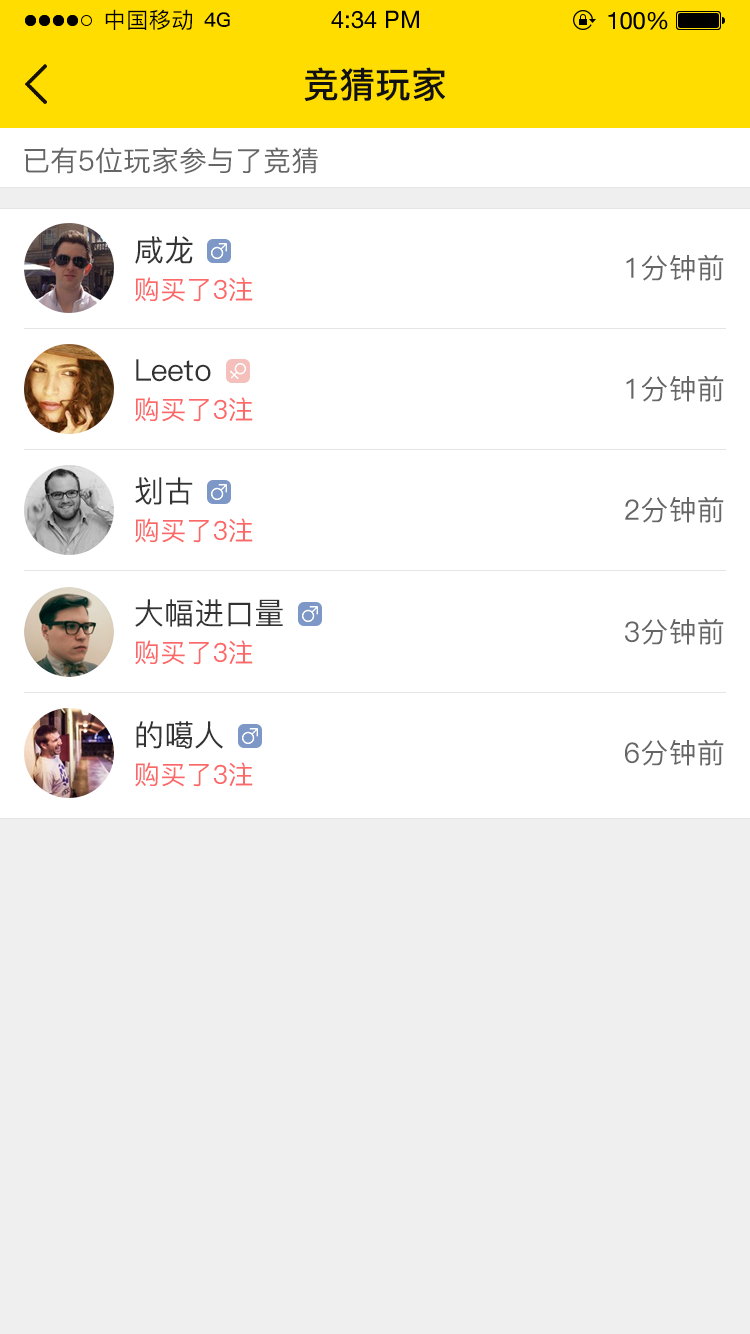 中国移动 4G 4:34 PM 100%
竞猜玩家
已有5位玩家参与了竞猜
咸龙
购买了3注
1分钟前
Leeto
购买了3注
1分钟前
划古
购买了3注
2分钟前
大幅进口量
购买了3注
3分钟前
的噶人
购买了3注
6分钟前